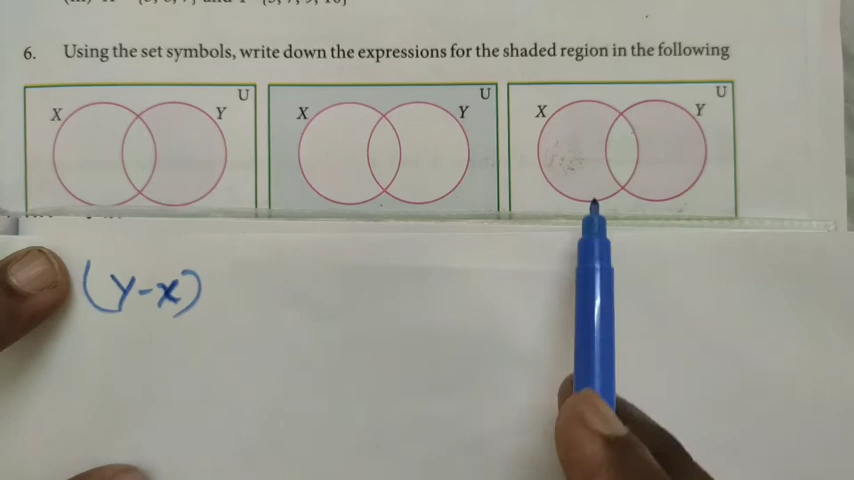 6. Using the set symbols, write down the expressions for the shaded region in the following
X Y U
X Y U
X Y U
(y-x)